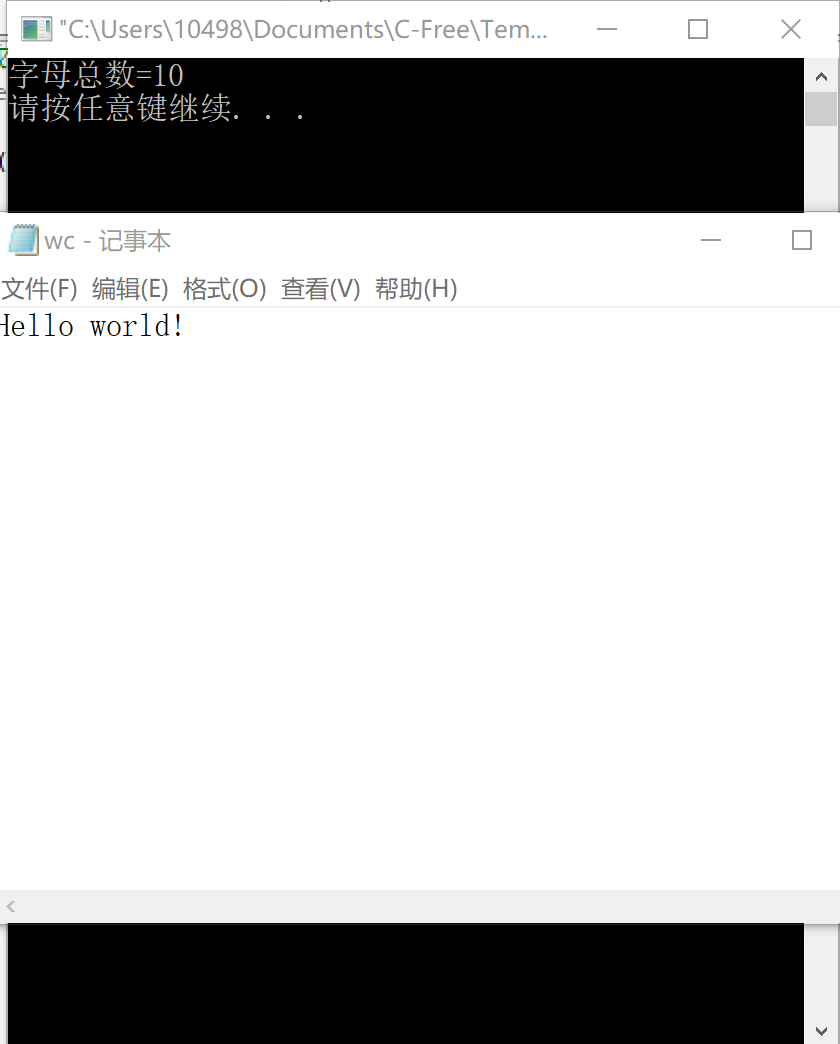 "C:\Users\10498\Documents\C-Free\Tem...
字母总数=10
请按任意键继续. . .
wc - 记事本
文件(F) 编辑(E) 格式(O) 查看(V) 帮助(H)
Hello world!